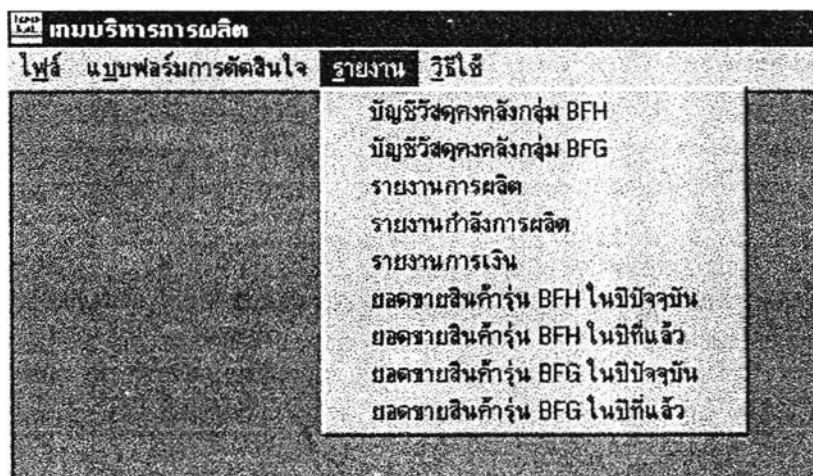 เกมบริหารการผลิต
ไฟล์ แบบฟอร์มการตัดสินใจ รายงาน วิธีใช้
บัญชีวัสดุคงคลังกลุ่ม BFH
บัญชีวัสดุคงคลังกลุ่ม BFG
รายงานการผลิต
รายงานกำลังการผลิต
รายงานการเงิน
ยอดขายสินค้ารุ่น BFH ในปีปัจจุบัน
ยอดขายสินค้ารุ่น BFH ในปีที่แล้ว
ยอดขายสินค้ารุ่น BFG ในปีปัจจุบัน
ยอดขายสินค้ารุ่น BFG ในปีที่แล้ว